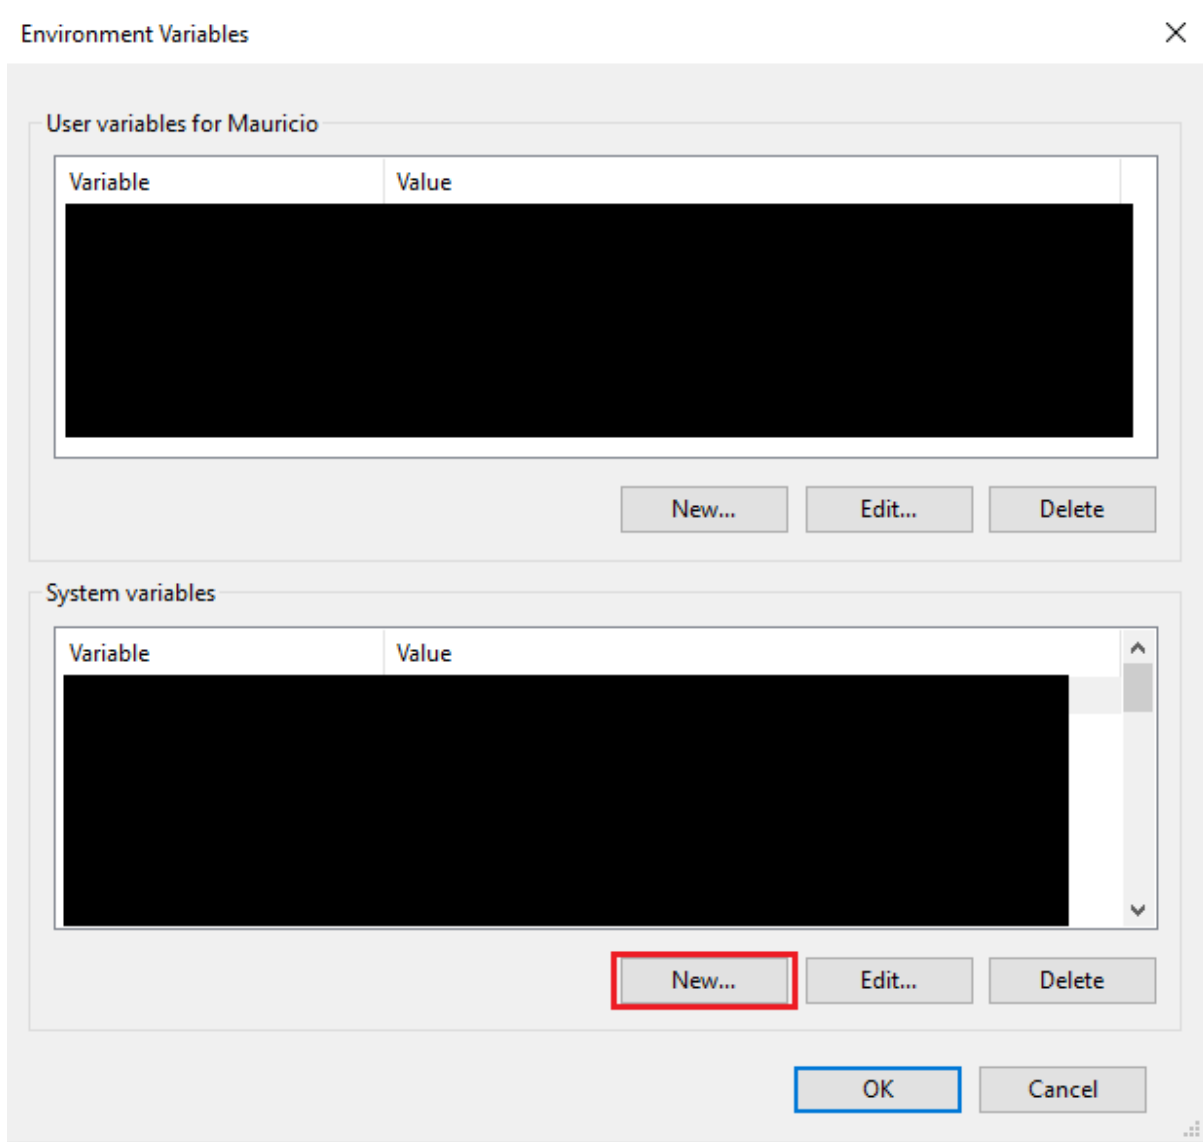 Environment Variables
User variables for Mauricio
Variable Value
New... Edit... Delete
System variables
Variable Value
New... Edit... Delete
OK Cancel